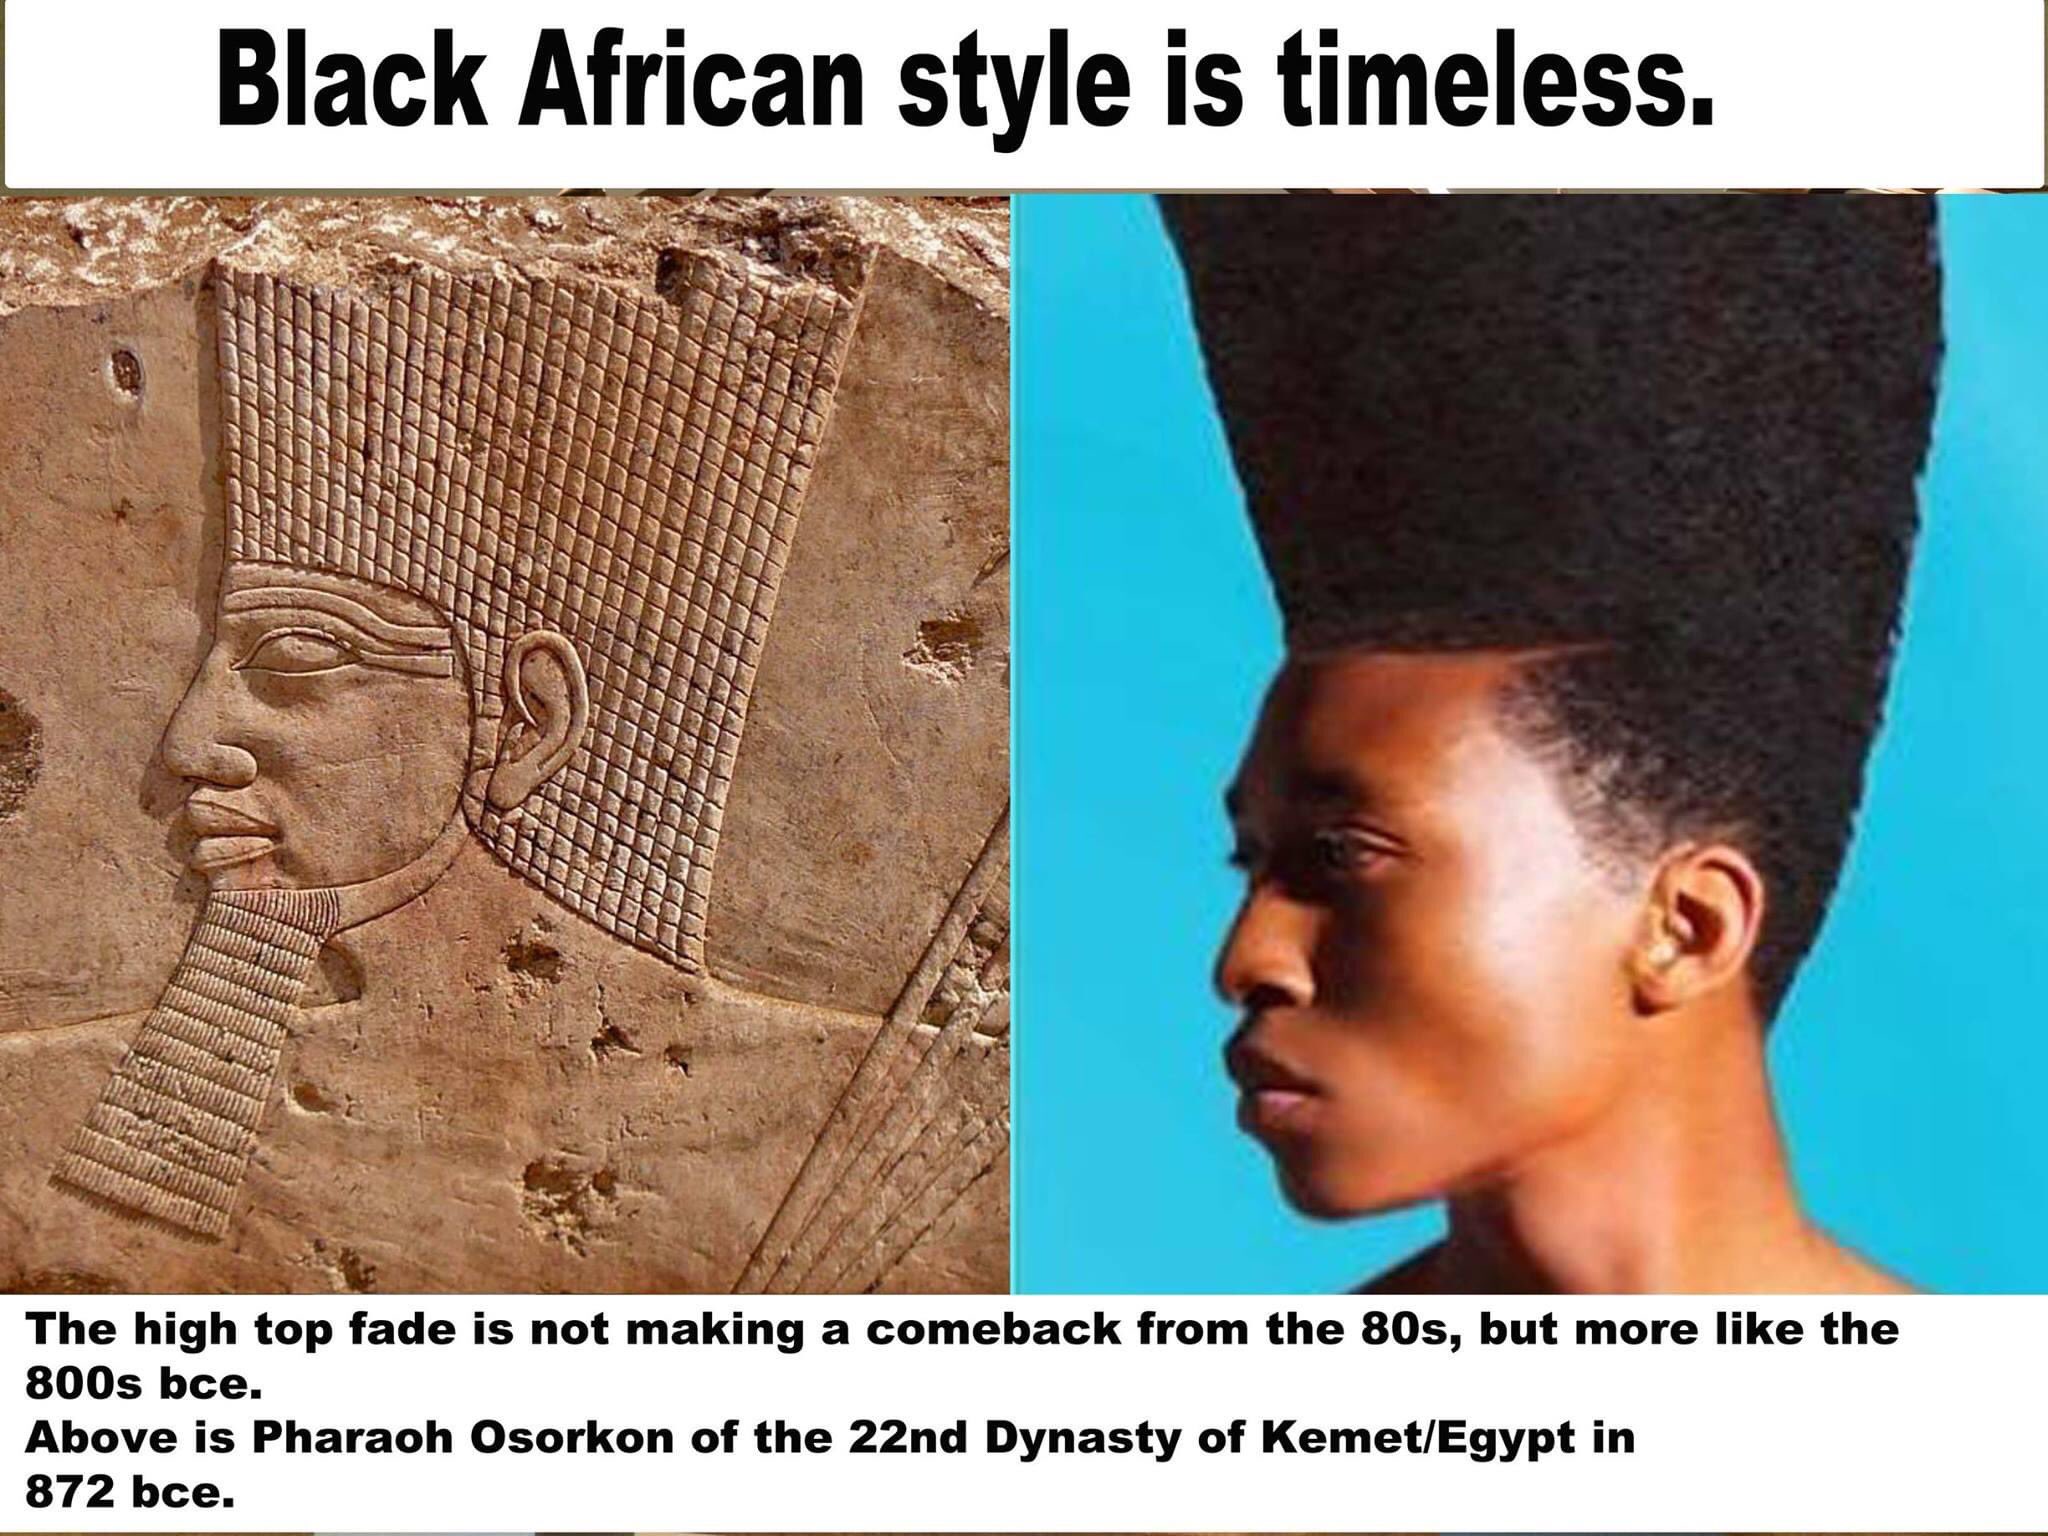 Black African style is timeless.
The high top fade is not making a comeback from the 80s, but more like the
800s bce.
Above is Pharaoh Osorkon of the 22nd Dynasty of Kemet/Egypt in
872 bce.